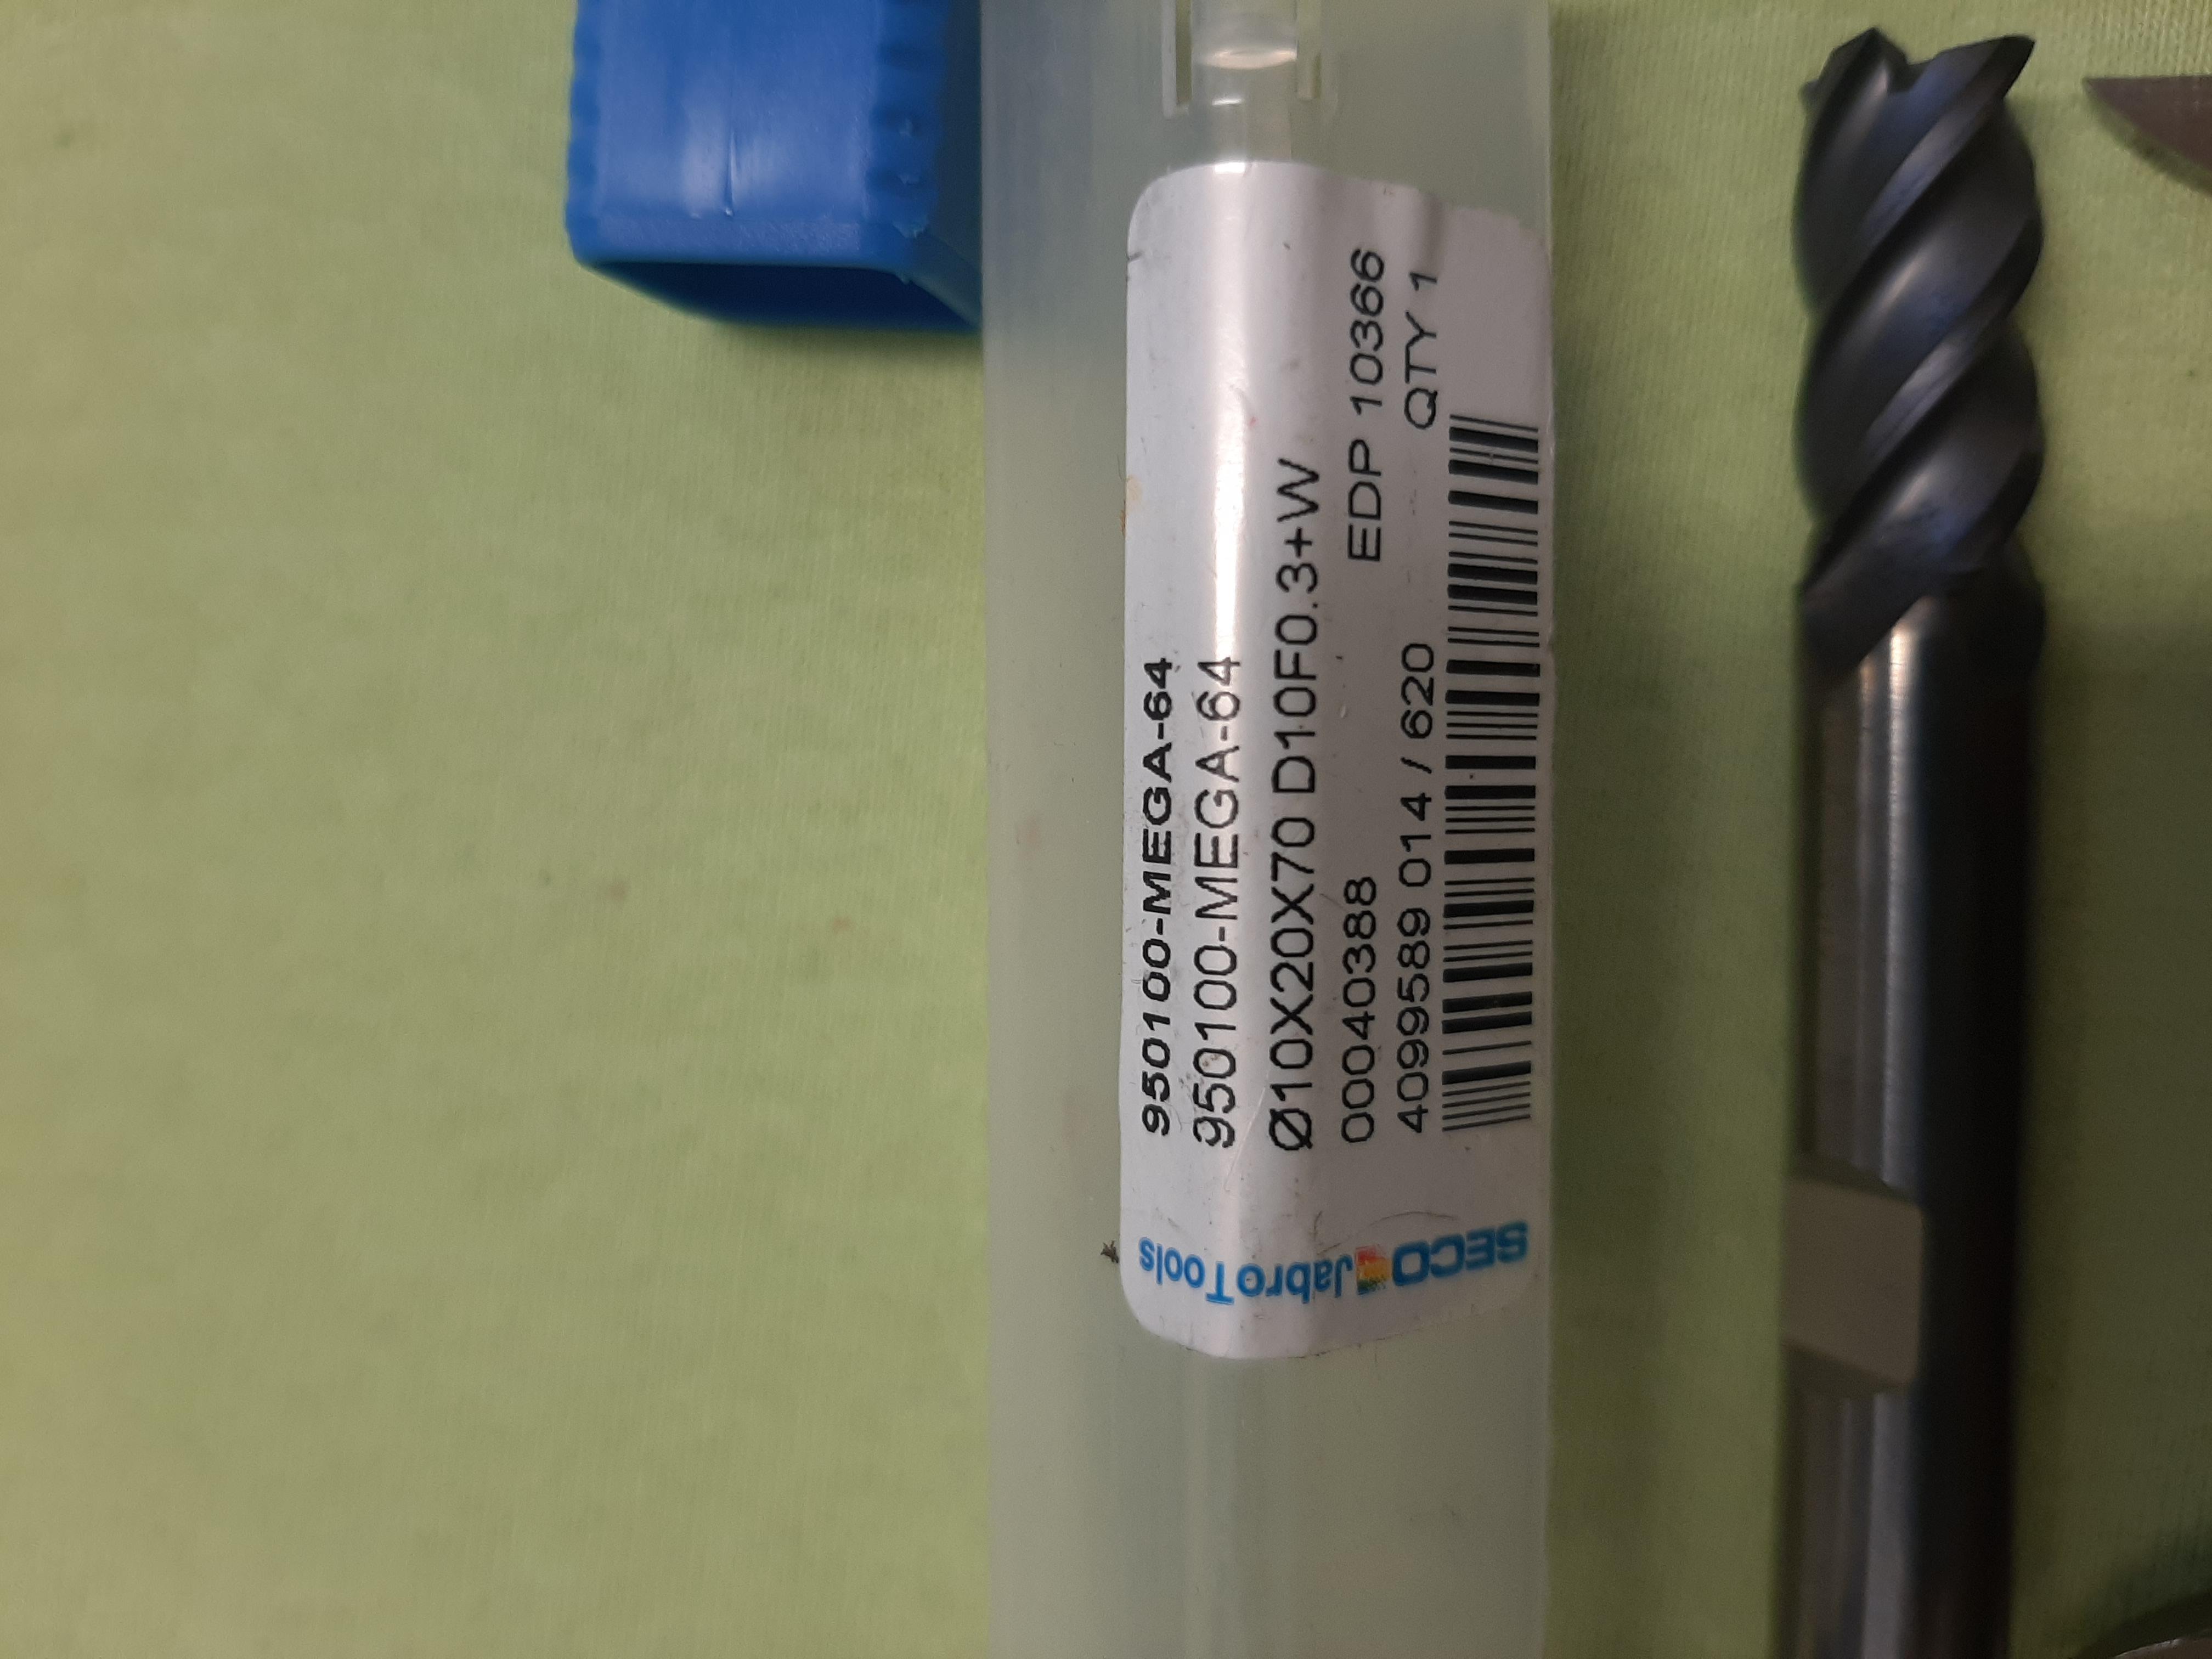 950100-MEGA-64
950100-MEGA-64
Ø10X20X70 D10F0.3+W
00040388 EDP 10366
4099589 014 / 620 QTY 1
SECO JabroTools